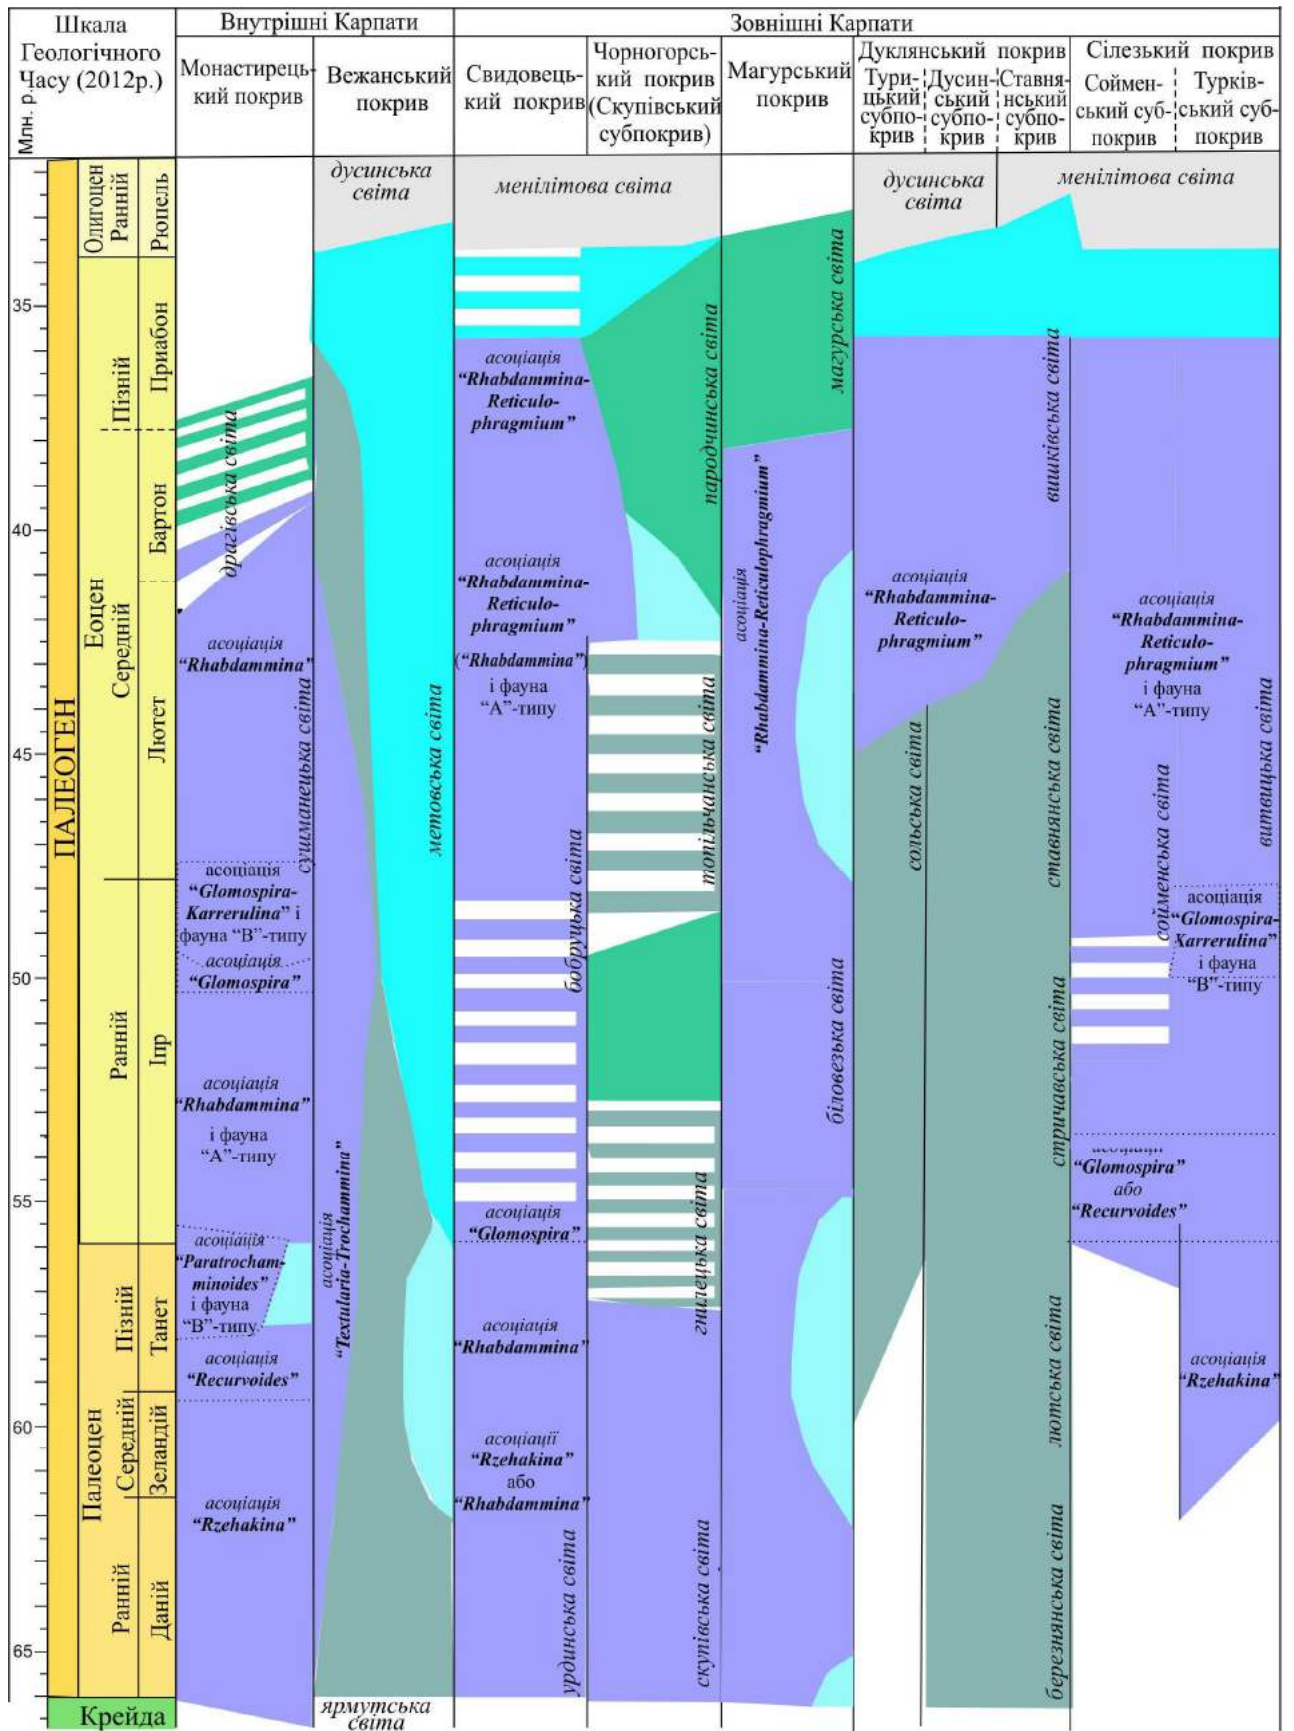 Шкала
Геологічного
Часу (2012р.)
Млн. р.
Внутрішні Карпати
Зовнішні Карпати
Монастирець-
кий покрив
Вежанський
покрив
Свидовець-
кий покрив
Чорногорсь-
кий покрив
(Скупівський
субпокрив)
Магурський
покрив
Дуклянський покрив
Тури-
цький
субпо-
крив
Дусин-
ський
субпо-
крив
Ставня-
нський
субпо-
крив
Сілезький покрив
Соймен-
ський суб-
покрив
Турків-
ський суб-
покрив
35
40
45
50
55
60
65
ПАЛЕОГЕН
Крейда
Олигоцен
Ранній
Рюпель
Еоцен
Пізній
Приабон
Середній
Бартон
Лютет
Ранній
Іпр
Палеоцен
Пізній
Танет
Середній
Зеландій
Ранній
Даній
драгівська світа
асоціація
“Rhabdammina”
сушманецька світа
асоціація
“Glomospira-
Karrerulina” і
фауна “В”-типу
асоціація
“Glomospira”
асоціація
“Rhabdammina”
і фауна
“А”-типу
асоціація
“Paratrocham-
minoides”
і фауна
“В”-типу
асоціація
“Recurvoides”
асоціація
“Rzehakina”
дусинська
світа
метовська світа
асоціація
“Textularia-Trochammina”
ярмутська
світа
менілітова світа
асоціація
“Rhabdammina-
Reticulo-
phragmium”
асоціація
“Rhabdammina-
Reticulo-
phragmium”
(“Rhabdammina”)
і фауна
“А”-типу
бобруцька світа
асоціація
“Glomospira”
асоціація
“Rhabdammina”
асоціації
“Rzehakina”
або
“Rhabdammina”
урдинська світа
пародчинська світа
топільчанська світа
гнилецька світа
скупівська світа
магурська світа
асоціація
“Rhabdammina-Reticulophragmium”
біловезька світа
дусинська
світа
асоціація
“Rhabdammina-
Reticulo-
phragmium”
сольська світа
вишківська світа
ставнянська світа
стричавська світа
лютська світа
березнянська світа
менілітова світа
асоціація
“Rhabdammina-
Reticulo-
phragmium”
і фауна
“А”-типу
сойменська світа
витвицька світа
асоціація
“Glomospira-
Karrerulina”
і фауна
“В”-типу
асоціації
“Glomospira”
або
“Recurvoides”
асоціація
“Rzehakina”